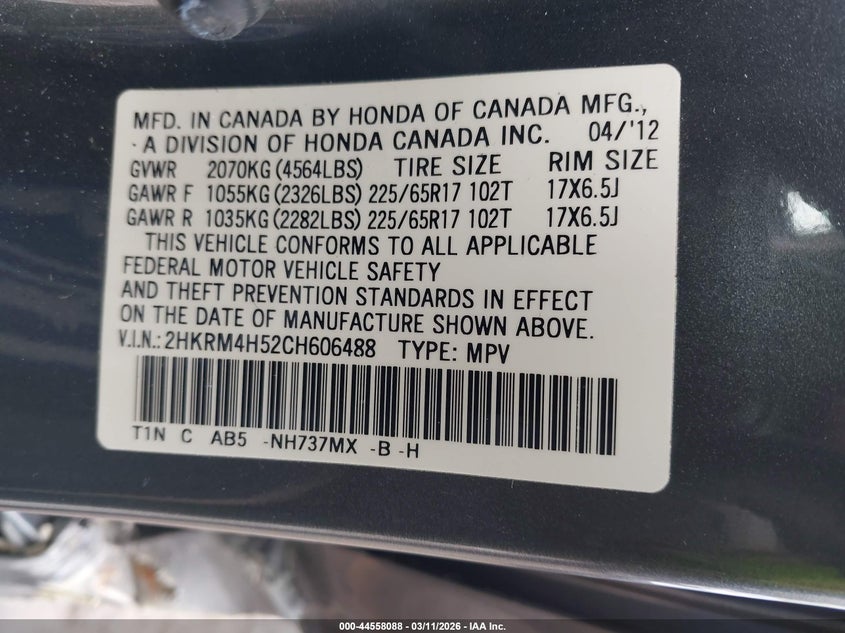 MFD. IN CANADA BY HONDA OF CANADA MFG.,
A DIVISION OF HONDA CANADA INC. 04/'12
GVWR 2070KG (4564LBS) TIRE SIZE RIM SIZE
GAWR F 1055KG (2326LBS) 225/65R17 102T 17X6.5J
GAWR R 1035KG (2282LBS) 225/65R17 102T 17X6.5J
THIS VEHICLE CONFORMS TO ALL APPLICABLE
FEDERAL MOTOR VEHICLE SAFETY
AND THEFT PREVENTION STANDARDS IN EFFECT
ON THE DATE OF MANUFACTURE SHOWN ABOVE.
V.I.N.: 2HKRM4H52CH606488 TYPE: MPV
T1N C AB5 -NH737MX -B -H
000-44558088 - 03/11/2026 - IAA Inc.